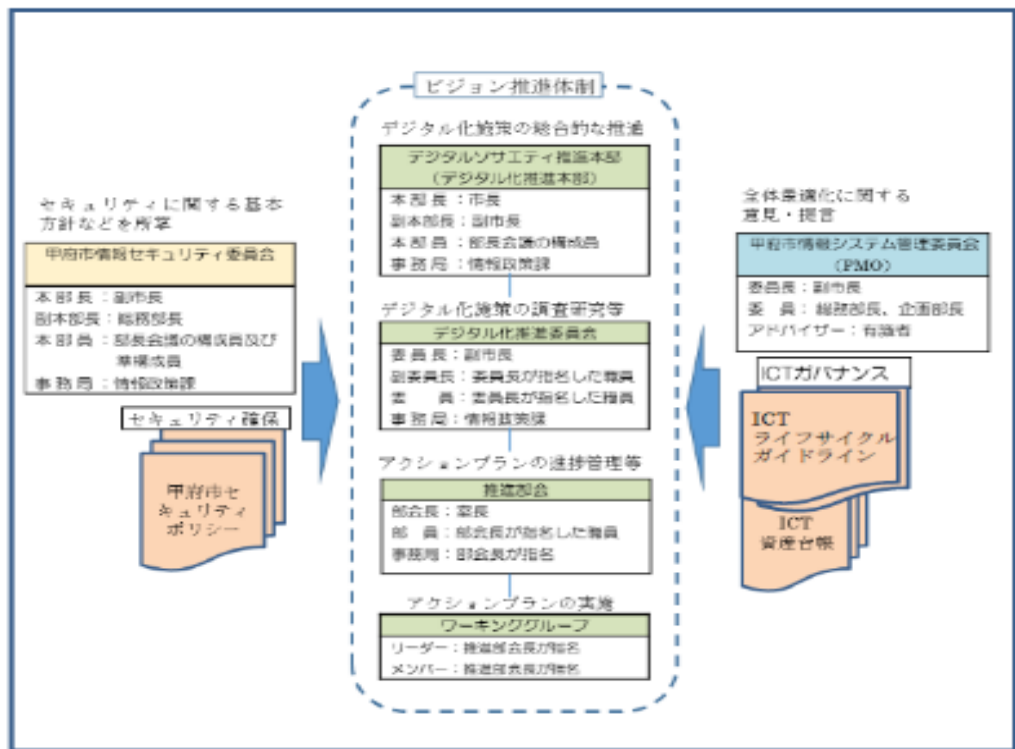 ビジョン推進体制
デジタル化施策の総合的な推進
デジタルソサエティ推進本部
(デジタル化推進本部)
本部長：市長
副本部長：副市長
本部員：部長会議の構成員
事務局：情報政策課
デジタル化施策の調査研究等
デジタル化推進委員会
委員長：副市長
副委員長：委員長が指名した職員
委　員：委員長が指名した職員
事務局：情報政策課
アクションプランの進捗管理等
推進部会
部会長：室長
部　員：部会長が指名した職員
事務局：部会長が指名
アクションプランの実施
ワーキンググループ
リーダー：推進部会長が指名
メンバー：推進部会長が指名
セキュリティに関する基本
方針などを所掌
甲府市情報セキュリティ委員会
本部長：副市長
副本部長：総務部長
本部員：部長会議の構成員及び
準構成員
事務局：情報政策課
セキュリティ確保
甲府市セ
キュリティ
ポリシー
全体最適化に関する
意見・提言
甲府市情報システム管理委員会
(PMO)
委員長：副市長
委　員：総務部長、企画部長
アドバイザー：有識者
ICTガバナンス
ICT
ライフサイクル
ガイドライン
ICT
資産台帳